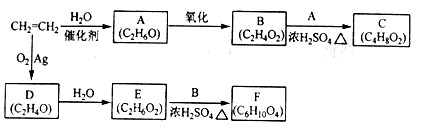 H₂O 氧化 A
CH₂=CH₂ 催化剂 A (C₂H₆O) B (C₂H₄O₂) 浓H₂SO₄ △ C (C₄H₈O₂)
O₂ Ag
D (C₂H₄O) H₂O E (C₂H₆O₂) B 浓H₂SO₄ △ F (C₆H₁₀O₄)